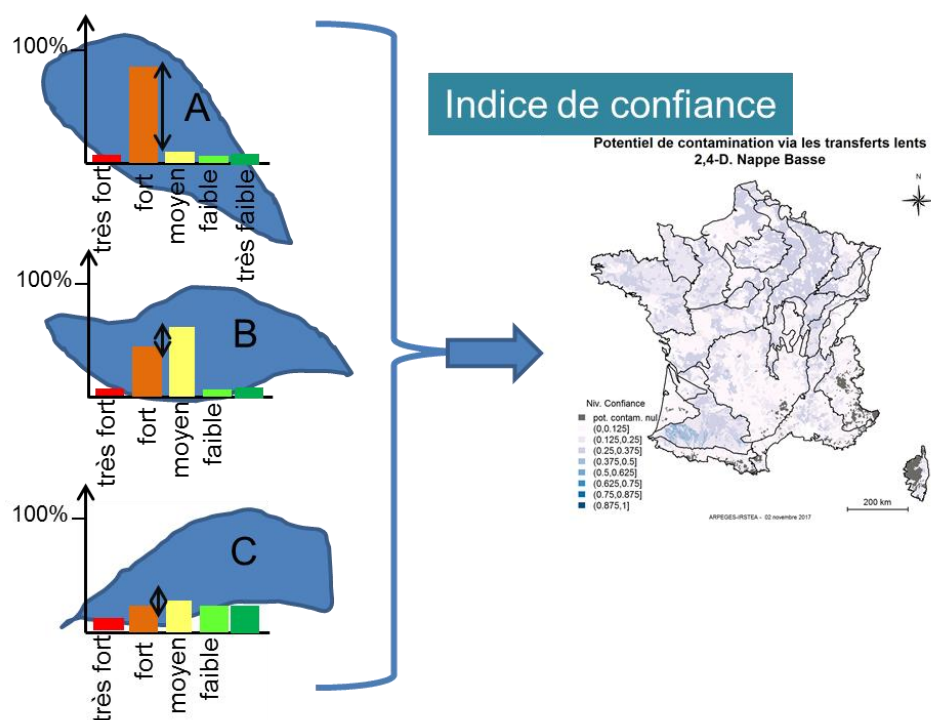 100%
A
très fort
fort
moyen
faible
très faible
100%
B
très fort
fort
moyen
faible
100%
C
très fort
fort
moyen
faible
Indice de confiance
Potentiel de contamination via les transferts lents
2,4-D. Nappe Basse
N
Niv. Confiance
pot. contam. nul
(0,0.125]
(0.125,0.25]
(0.25,0.375]
(0.375,0.5]
(0.5,0.625]
(0.625,0.75]
(0.75,0.875]
(0.875,1]
200 km
ARPEGES-IRSTEA - 02 novembre 2017